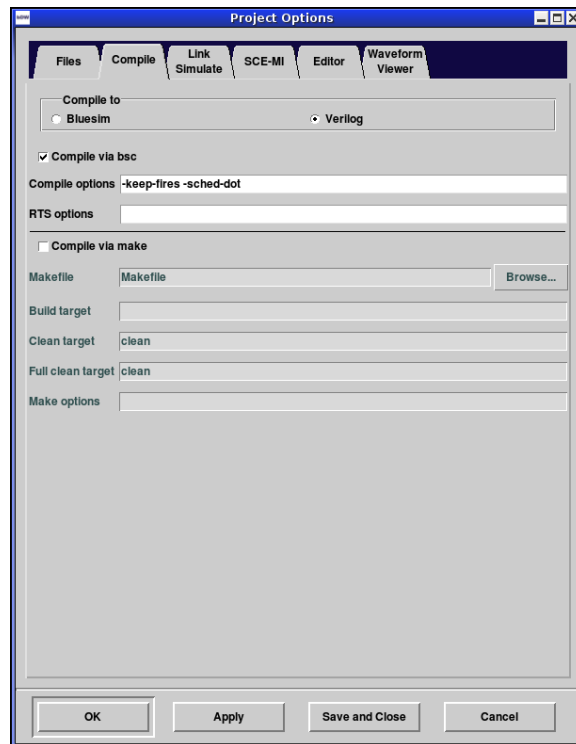 Project Options
Files
Compile
Link
Simulate
SCE-MI
Editor
Waveform
Viewer
Compile to
Bluesim
Verilog
Compile via bsc
Compile options -keep-fires -sched-dot
RTS options
Compile via make
Makefile Makefile Browse...
Build target
Clean target clean
Full clean target clean
Make options
OK Apply Save and Close Cancel